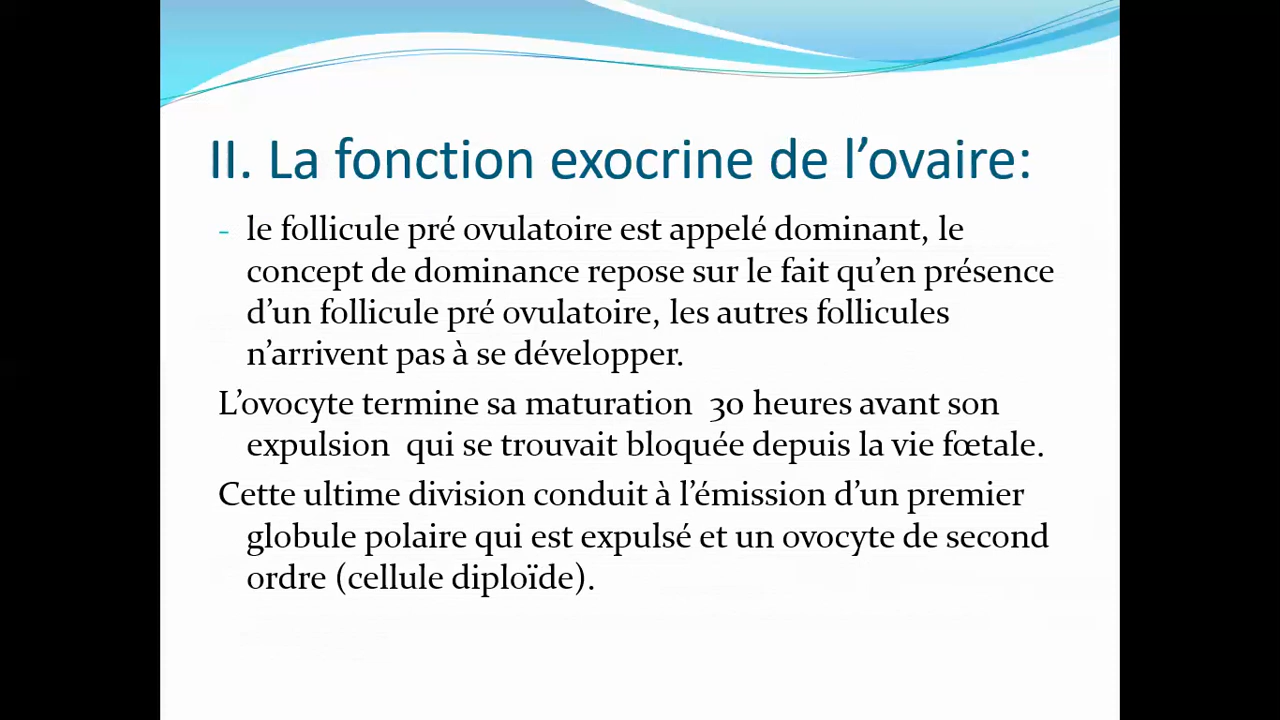 II. La fonction exocrine de l’ovaire:
- le follicule pré ovulatoire est appelé dominant, le
concept de dominance repose sur le fait qu’en présence
d’un follicule pré ovulatoire, les autres follicules
n’arrivent pas à se développer.
L’ovocyte termine sa maturation 30 heures avant son
expulsion qui se trouvait bloquée depuis la vie fœtale.
Cette ultime division conduit à l’émission d’un premier
globule polaire qui est expulsé et un ovocyte de second
ordre (cellule diploïde).